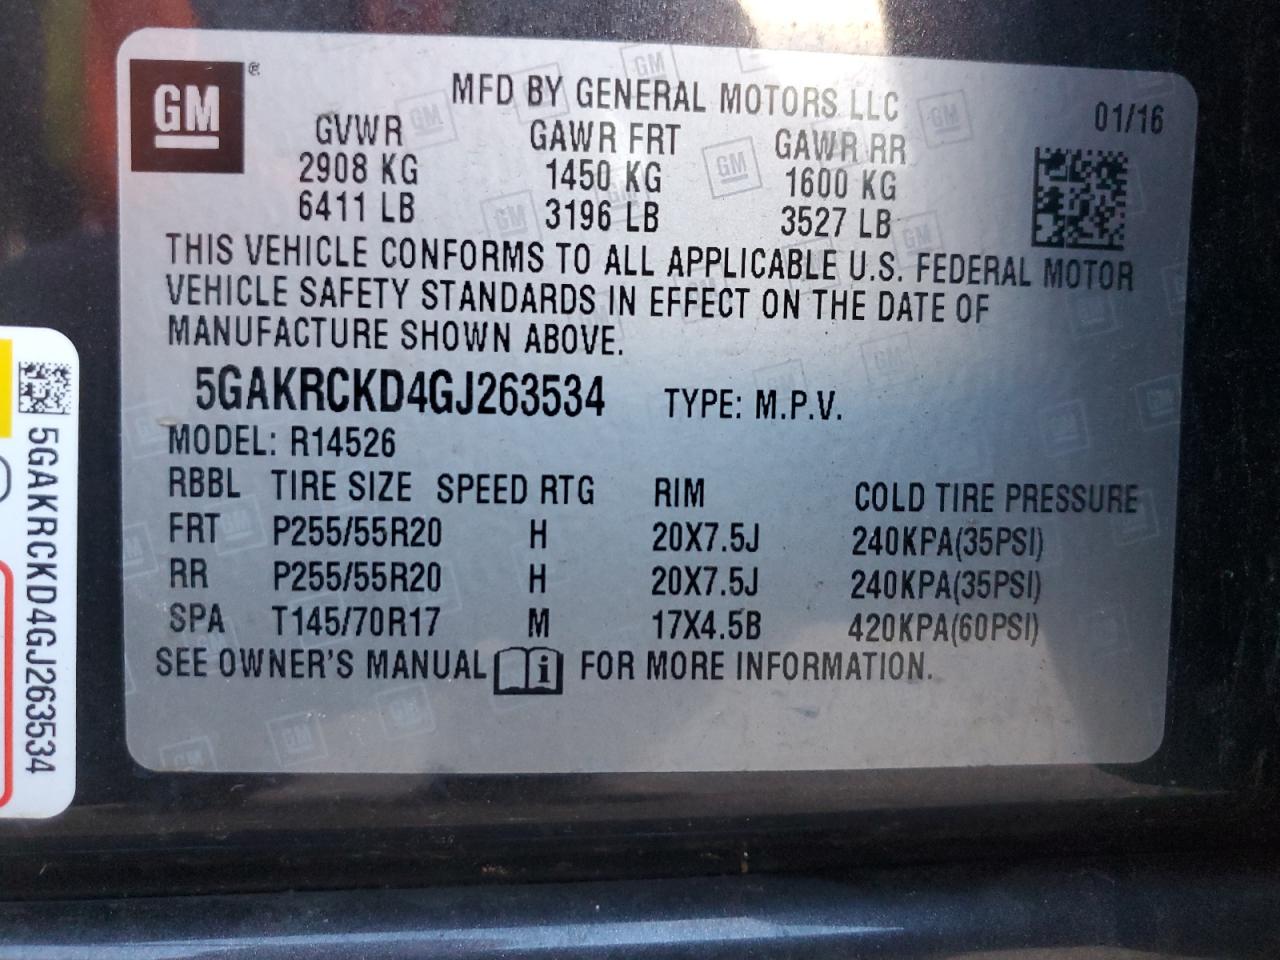 GM®
MFD BY GENERAL MOTORS LLC
01/16
GVWR GAWR FRT GAWR RR
2908 KG 1450 KG 1600 KG
6411 LB 3196 LB 3527 LB
THIS VEHICLE CONFORMS TO ALL APPLICABLE U.S. FEDERAL MOTOR
VEHICLE SAFETY STANDARDS IN EFFECT ON THE DATE OF
MANUFACTURE SHOWN ABOVE.
5GAKRCKD4GJ263534 TYPE: M.P.V.
MODEL: R14526
RBBL TIRE SIZE SPEED RTG RIM COLD TIRE PRESSURE
FRT P255/55R20 H 20X7.5J 240KPA(35PSI)
RR P255/55R20 H 20X7.5J 240KPA(35PSI)
SPA T145/70R17 M 17X4.5B 420KPA(60PSI)
SEE OWNER'S MANUAL i FOR MORE INFORMATION.
5GAKRCKD4GJ263534